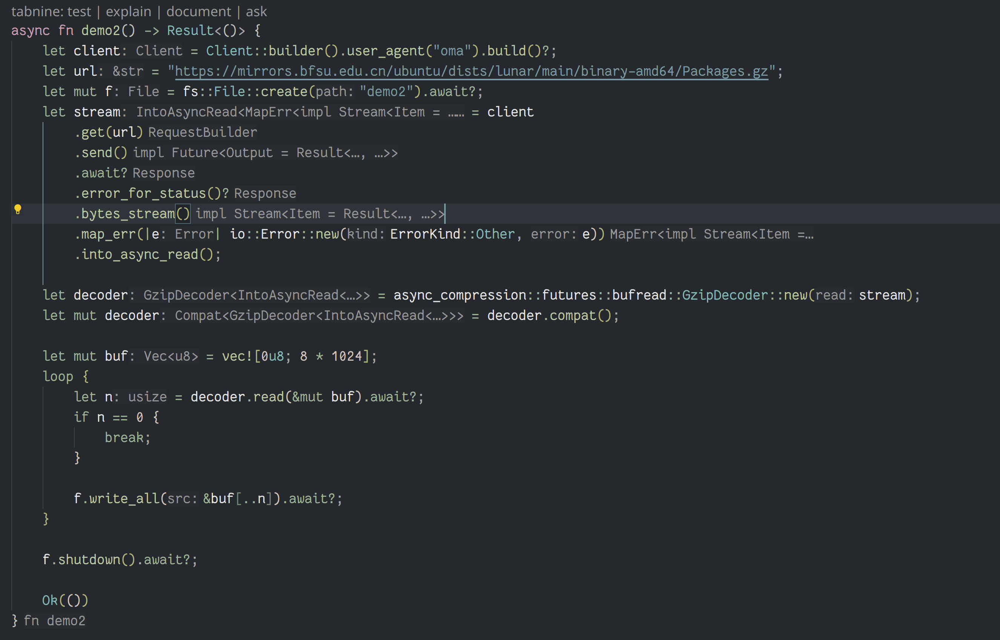 tabnine: test | explain | document | ask
async fn demo2() -> Result<()> {
    let client: Client = Client::builder().user_agent("oma").build()?;
    let url: &str = "https://mirrors.bfsu.edu.cn/ubuntu/dists/lunar/main/binary-amd64/Packages.gz";
    let mut f: File = fs::File::create(path: "demo2").await?;
    let stream: IntoAsyncRead<MapErr<impl Stream<Item = …… = client
        .get(url) RequestBuilder
        .send() impl Future<Output = Result<…, …>>
        .await? Response
        .error_for_status()? Response
        .bytes_stream() impl Stream<Item = Result<…, …>>
        .map_err(|e: Error| io::Error::new(kind: ErrorKind::Other, error: e)) MapErr<impl Stream<Item =…
        .into_async_read();

    let decoder: GzipDecoder<IntoAsyncRead<…>> = async_compression::futures::bufread::GzipDecoder::new(read: stream);
    let mut decoder: Compat<GzipDecoder<IntoAsyncRead<…>>> = decoder.compat();

    let mut buf: Vec<u8> = vec![0u8; 8 * 1024];
    loop {
        let n: usize = decoder.read(&mut buf).await?;
        if n == 0 {
            break;
        }

        f.write_all(src: &buf[..n]).await?;
    }

    f.shutdown().await?;

    Ok(())
} fn demo2